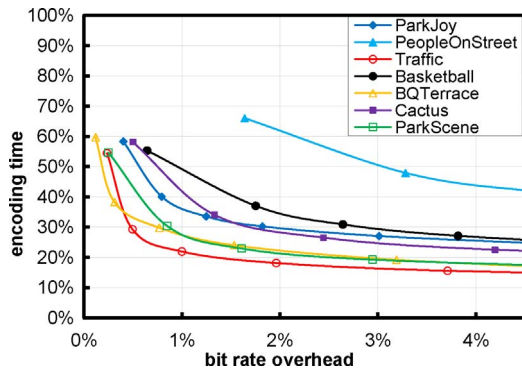 100%
90%
80%
70%
60%
50%
40%
30%
20%
10%
0%
encoding time
ParkJoy
PeopleOnStreet
Traffic
Basketball
BQTerrace
Cactus
ParkScene
0% 1% 2% 3% 4%
bit rate overhead